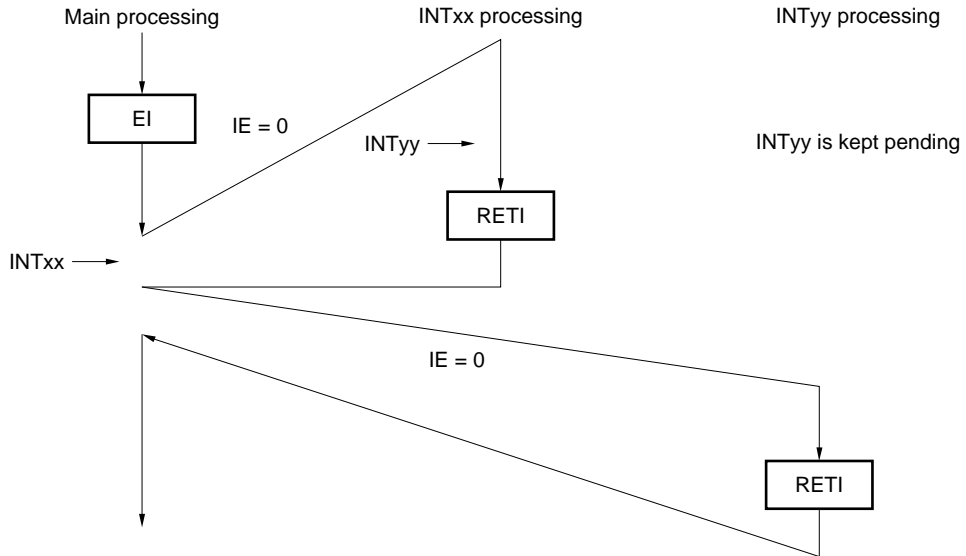 Main processing
INTxx processing
INTyy processing
EI
IE = 0
INTyy
INTyy is kept pending
RETI
INTxx
IE = 0
RETI